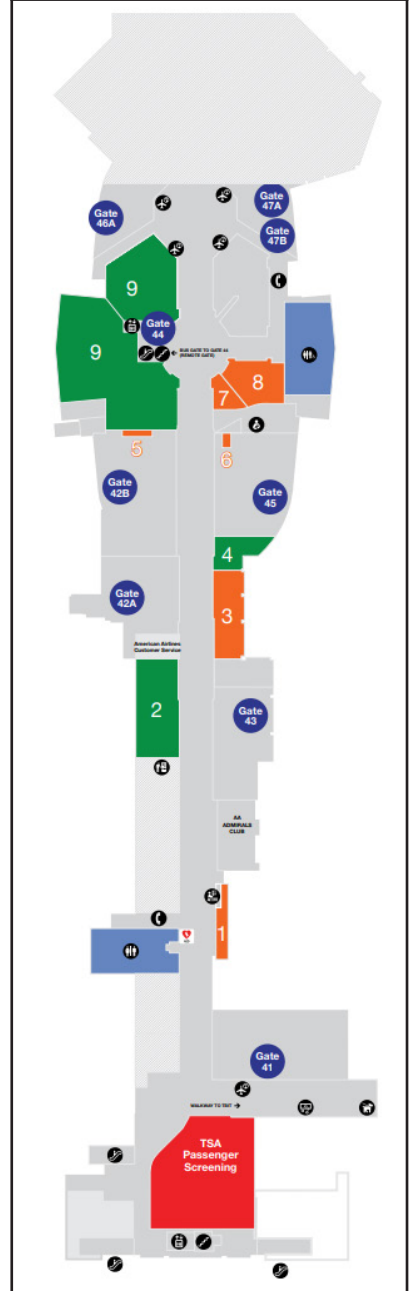 Gate
46A
Gate
47A
Gate
47B
9
Gate
44
9
BUS GATE TO GATE 44
(REMOTE GATE)
8
7
5
6
Gate
42B
Gate
45
4
Gate
42A
3
American Airlines
Customer Service
2
Gate
43
AA
ADMIRALS
CLUB
1
Gate
41
WALKWAY TO TBIT
TSA
Passenger
Screening